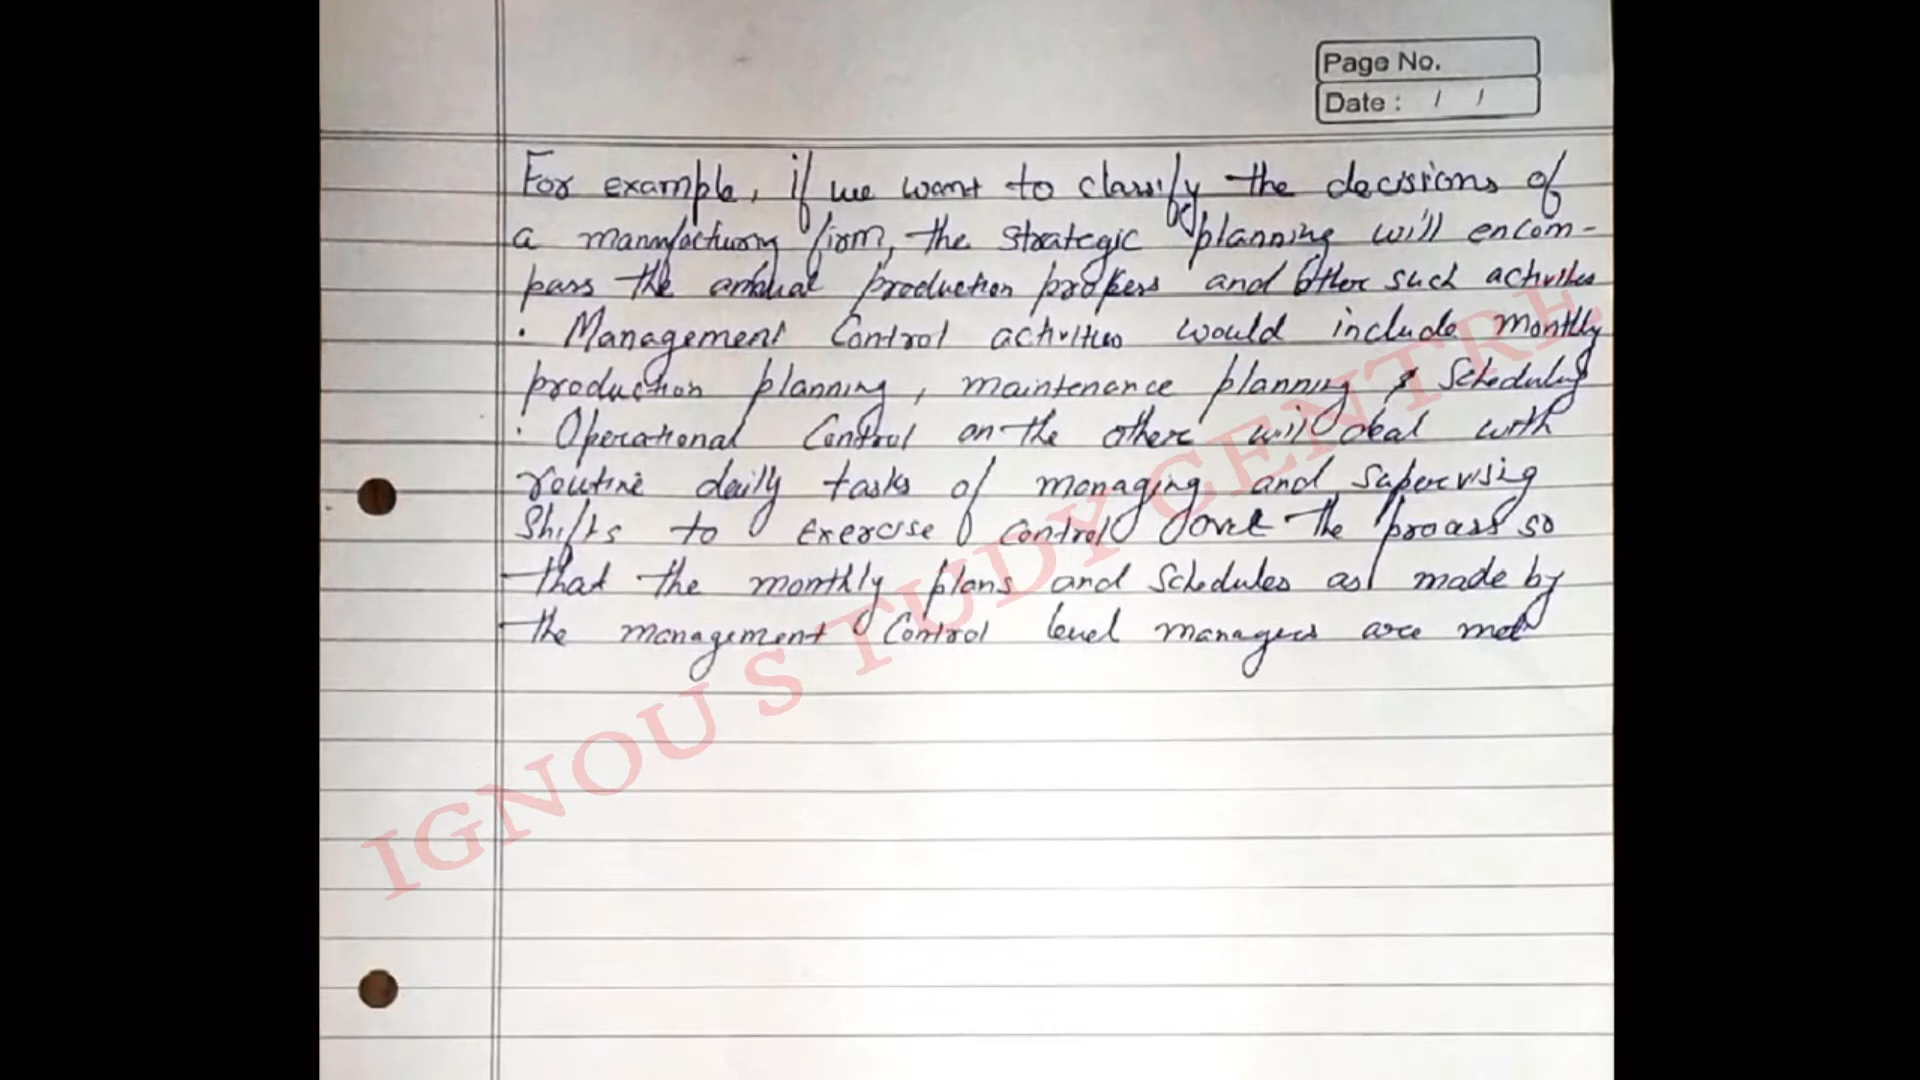 Page No.
Date : / /
For example, if we want to classify the decisions of
a manufacturing firm, the strategic planning will encom-
pass the annual production and other such activities
. Management Control activities would include monthly
production planning, maintenance planning & Scheduling
. Operational Control on the other will deal with
routine daily tasks of managing and supervising
Shifts to exercise control over the process so
that the monthly plans and Schedules as made by
the management Control level managers are met
IGNOU STUDY CENTRE